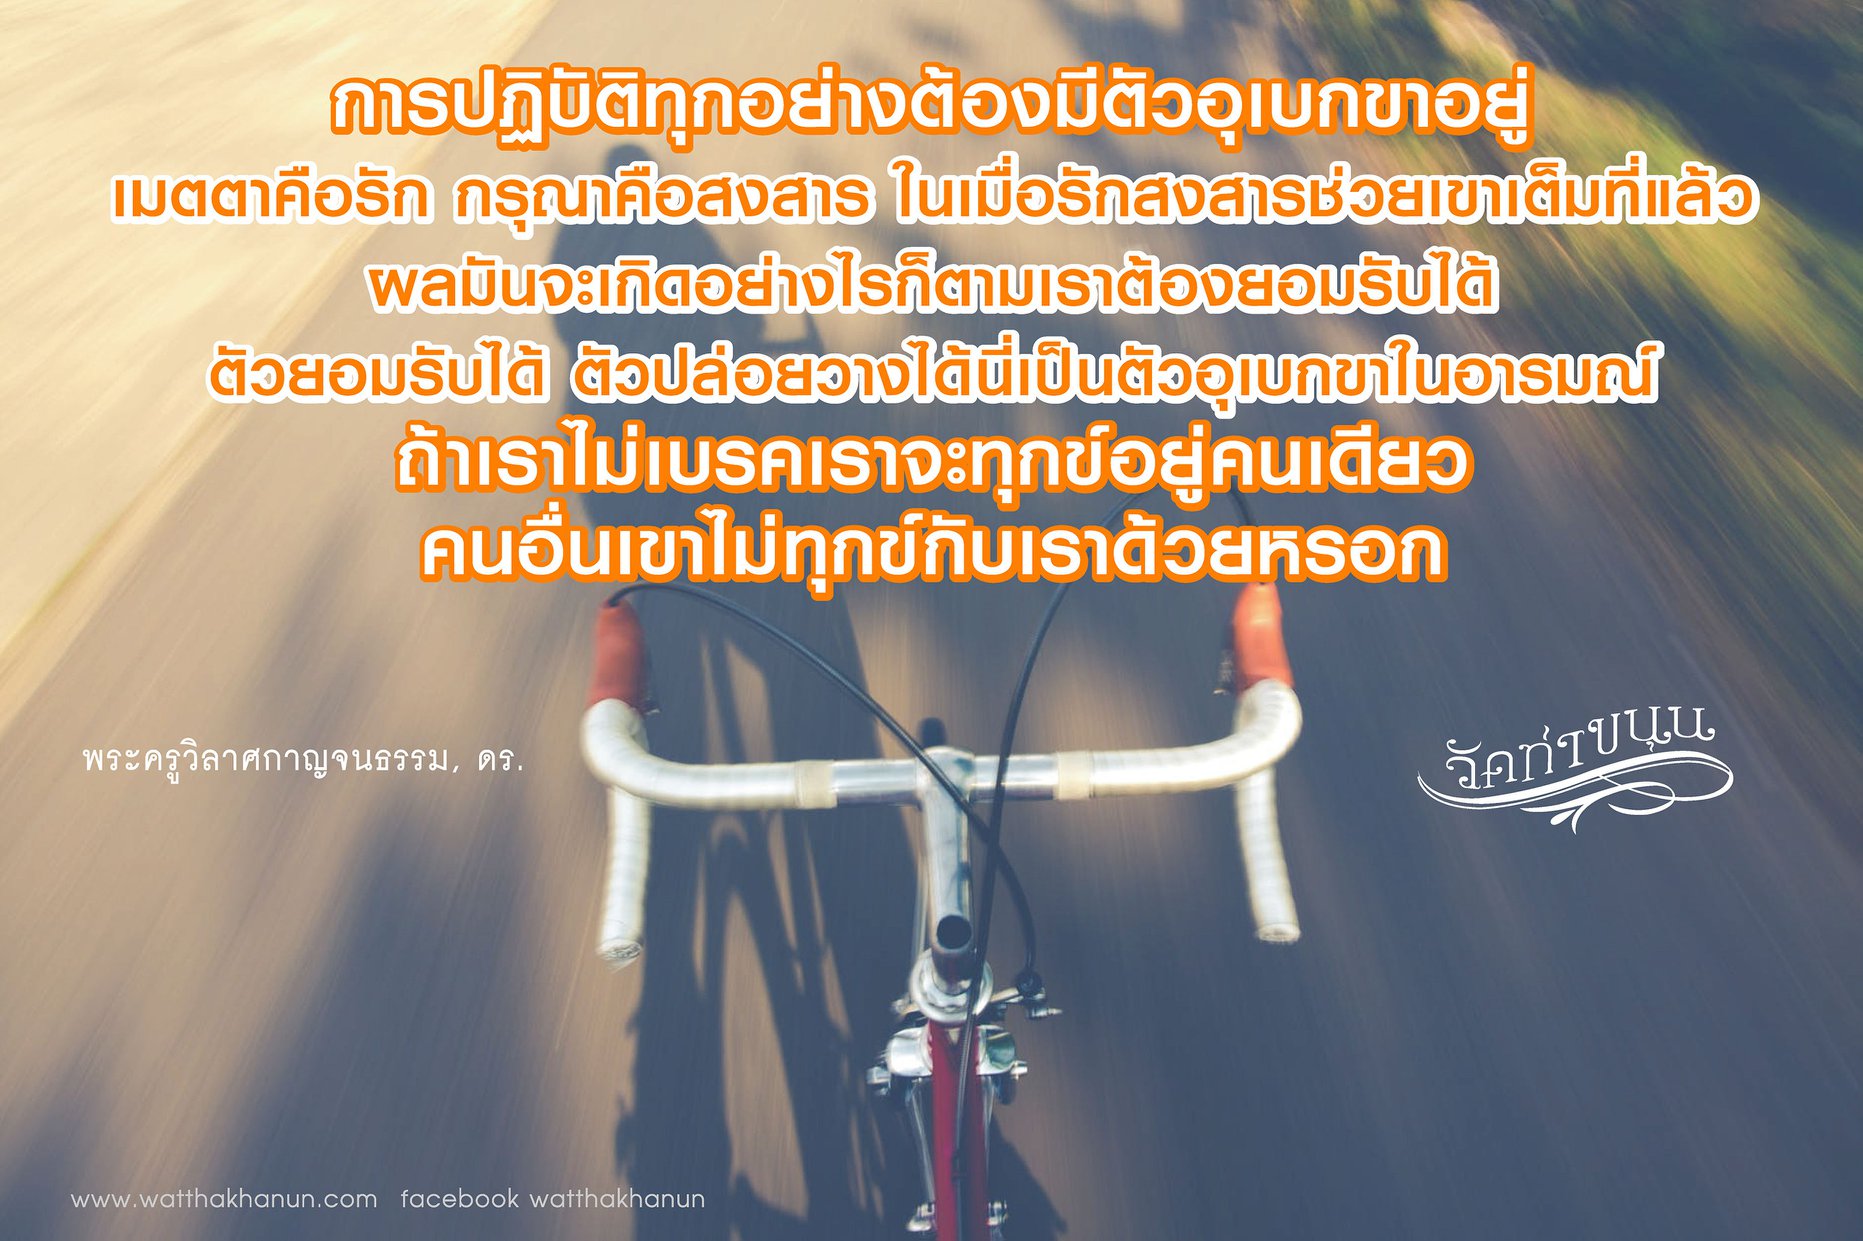 การปฏิบัติทุกอย่างต้องมีตัวอุเบกขาอยู่
เมตตาคือรัก กรุณาคือสงสาร ในเมื่อรักสงสารช่วยเขาเต็มที่แล้ว
ผลมันจะเกิดอย่างไรก็ตามเราต้องยอมรับได้
ตัวยอมรับได้ ตัวปล่อยวางได้นี่เป็นตัวอุเบกขาในอารมณ์
ถ้าเราไม่เบรคเราจะทุกข์อยู่คนเดียว
คนอื่นเขาไม่ทุกข์กับเราด้วยหรอก
พระครูวิลาศกาญจนธรรม, ดร.
วัดท่าขนุน
www.watthakhanun.com facebook watthakhanun